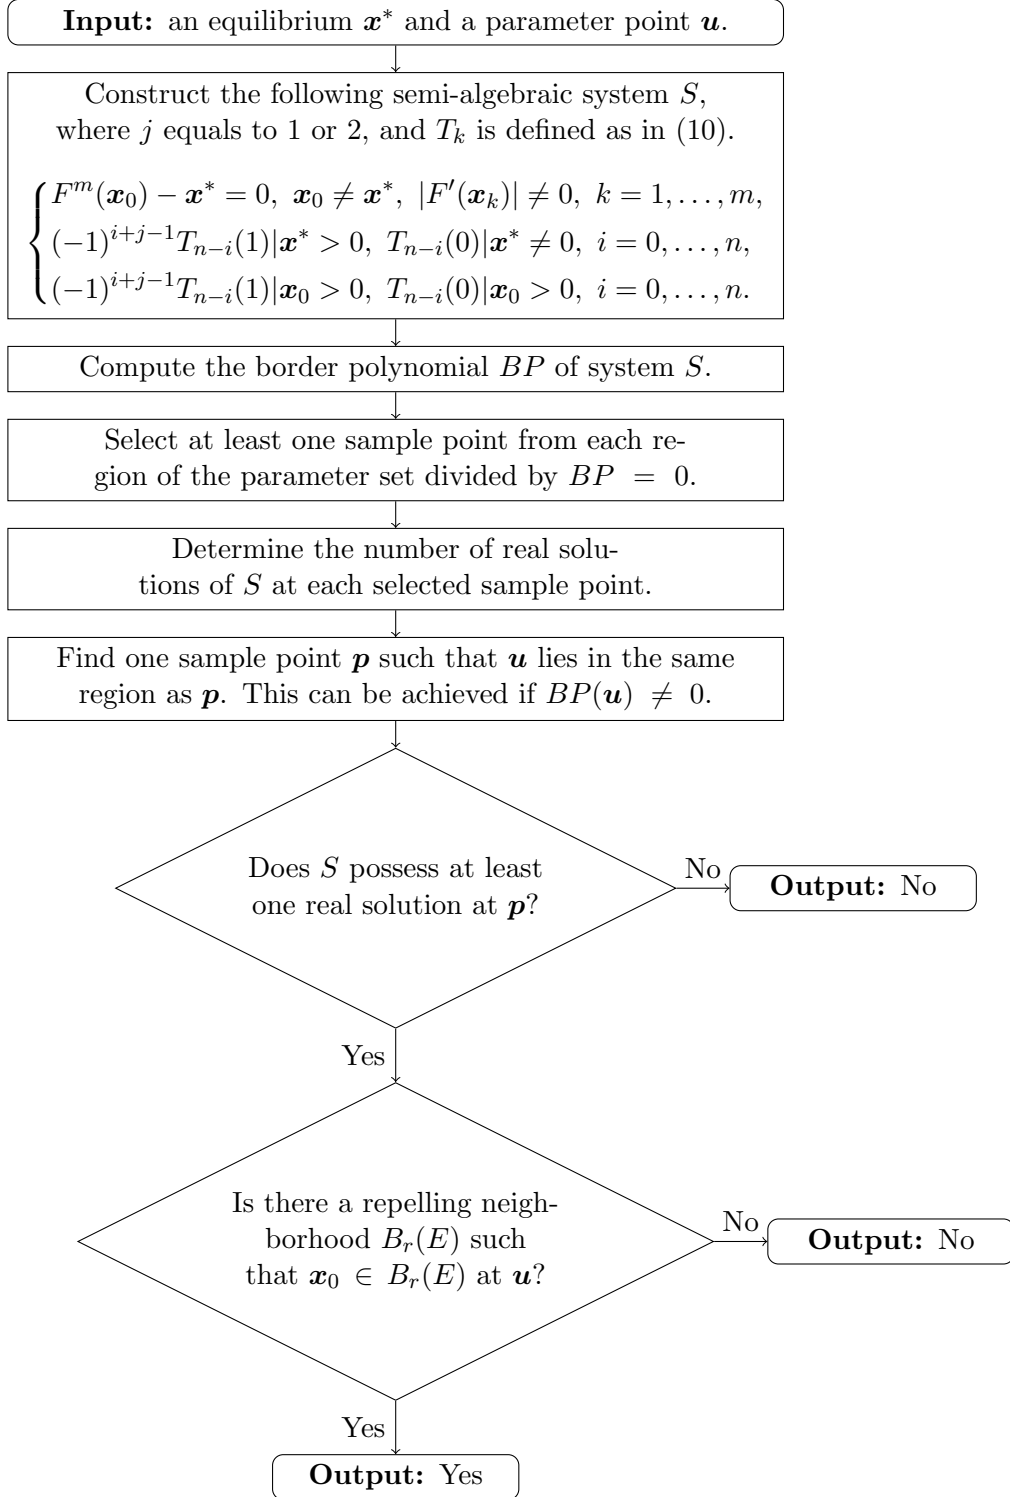 Input: an equilibrium x* and a parameter point u.
Construct the following semi-algebraic system S,
where j equals to 1 or 2, and T_k is defined as in (10).
F^m(x_0) − x* = 0, x_0 ≠ x*, |F′(x_k)| ≠ 0, k = 1, . . . , m,
(−1)^{i+j−1}T_{n−i}(1)|x* > 0, T_{n−i}(0)|x* ≠ 0, i = 0, . . . , n,
(−1)^{i+j−1}T_{n−i}(1)|x_0 > 0, T_{n−i}(0)|x_0 > 0, i = 0, . . . , n.
Compute the border polynomial BP of system S.
Select at least one sample point from each re-
gion of the parameter set divided by BP = 0.
Determine the number of real solu-
tions of S at each selected sample point.
Find one sample point p such that u lies in the same
region as p. This can be achieved if BP(u) ≠ 0.
Does S possess at least
one real solution at p?
No
Output: No
Yes
Is there a repelling neigh-
borhood B_r(E) such
that x_0 ∈ B_r(E) at u?
No
Output: No
Yes
Output: Yes